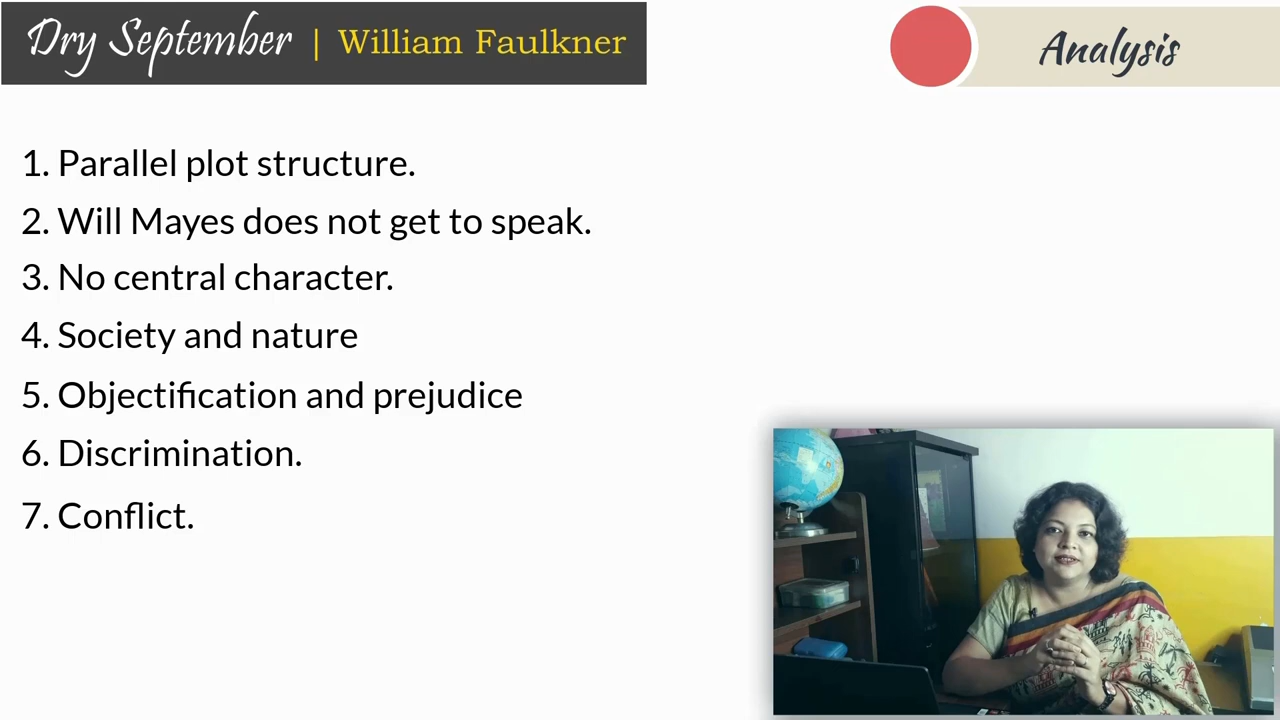 Dry September | William Faulkner
Analysis
1. Parallel plot structure.
2. Will Mayes does not get to speak.
3. No central character.
4. Society and nature
5. Objectification and prejudice
6. Discrimination.
7. Conflict.